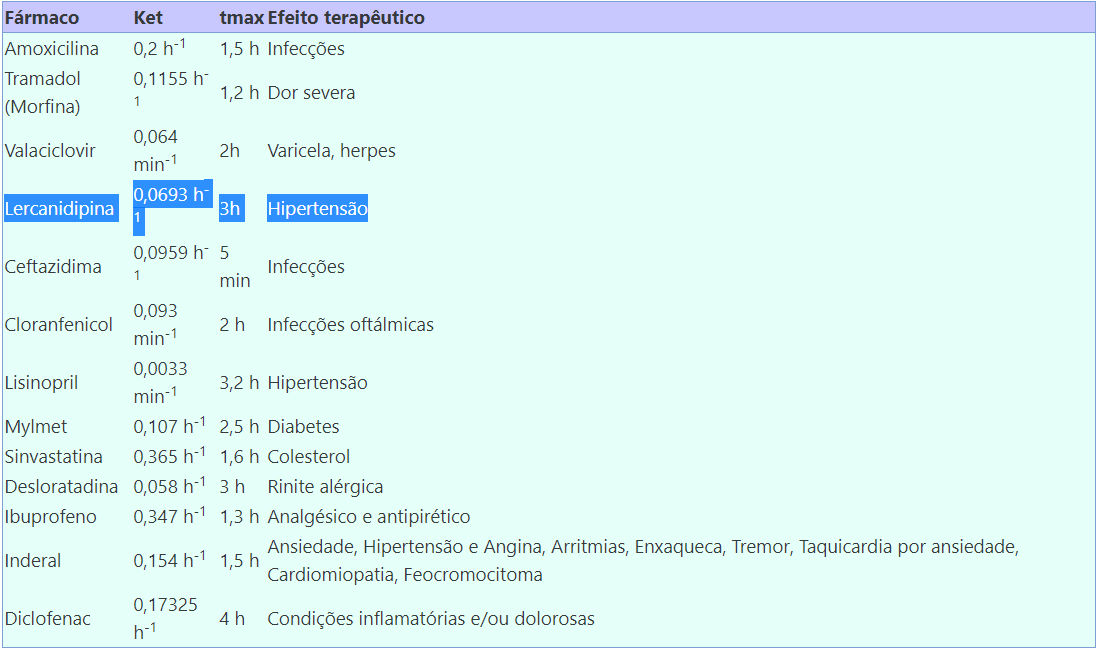 Fármaco Ket tmax Efeito terapêutico
Amoxicilina 0,2 h-1 1,5 h Infecções
Tramadol (Morfina) 0,1155 h-1 1,2 h Dor severa
Valaciclovir 0,064 min-1 2h Varicela, herpes
Lercanidipina 0,0693 h-1 3h Hipertensão
Ceftazidima 0,0959 h-1 5 min Infecções
Cloranfenicol 0,093 min-1 2 h Infecções oftálmicas
Lisinopril 0,0033 min-1 3,2 h Hipertensão
Mylmet 0,107 h-1 2,5 h Diabetes
Sinvastatina 0,365 h-1 1,6 h Colesterol
Desloratadina 0,058 h-1 3 h Rinite alérgica
Ibuprofeno 0,347 h-1 1,3 h Analgésico e antipirético
Inderal 0,154 h-1 1,5 h Ansiedade, Hipertensão e Angina, Arritmias, Enxaqueca, Tremor, Taquicardia por ansiedade,
Cardiomiopatia, Feocromocitoma
Diclofenac 0,17325 h-1 4 h Condições inflamatórias e/ou dolorosas